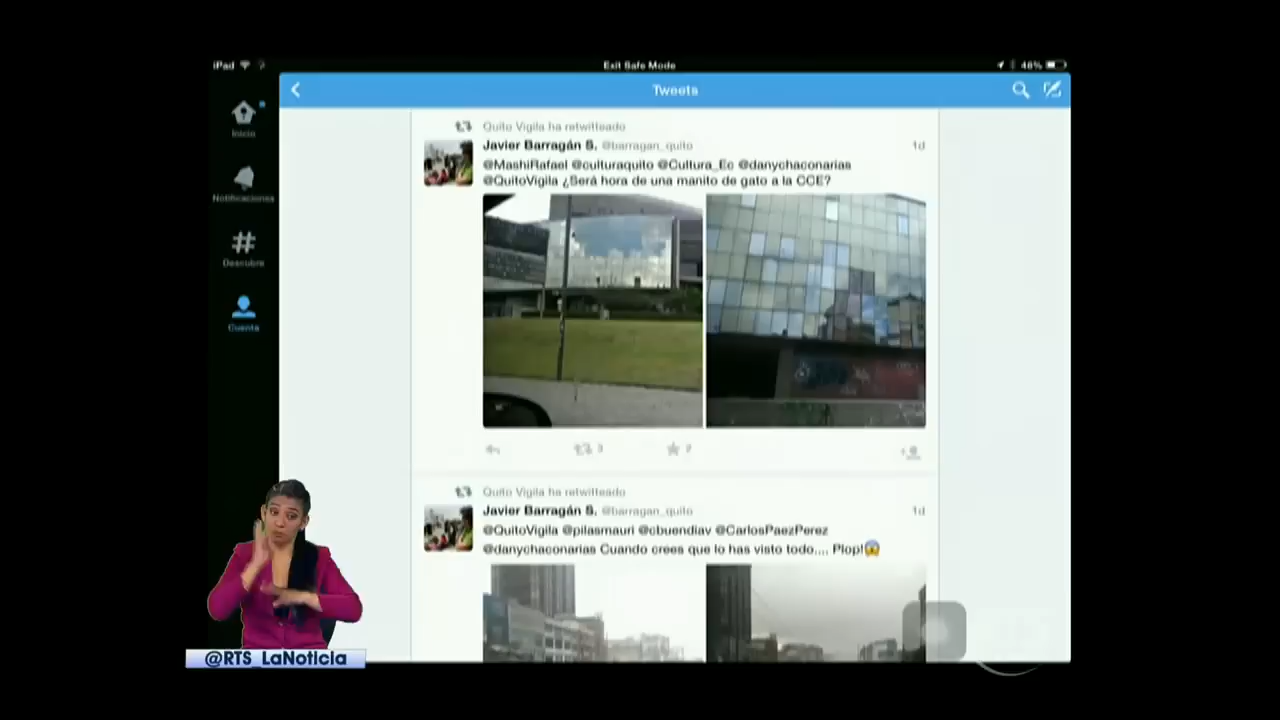 iPad
Exit Safe Mode
46%
Tweets
Inicio
Notificaciones
Descubre
Cuenta
Quito Vigila ha retwitteado
Javier Barragán S. @barragan_quito
1d
@MashiRafael @culturaquito @Cultura_Ec @danychaconarias
@QuitoVigila ¿Será hora de una manito de gato a la CCE?
3
2
Quito Vigila ha retwitteado
Javier Barragán S. @barragan_quito
1d
@QuitoVigila @pilasmauri @cbuendiav @CarlosPaezPerez
@danychaconarias Cuando crees que lo has visto todo.... Plop!😱
@RTS_LaNoticia